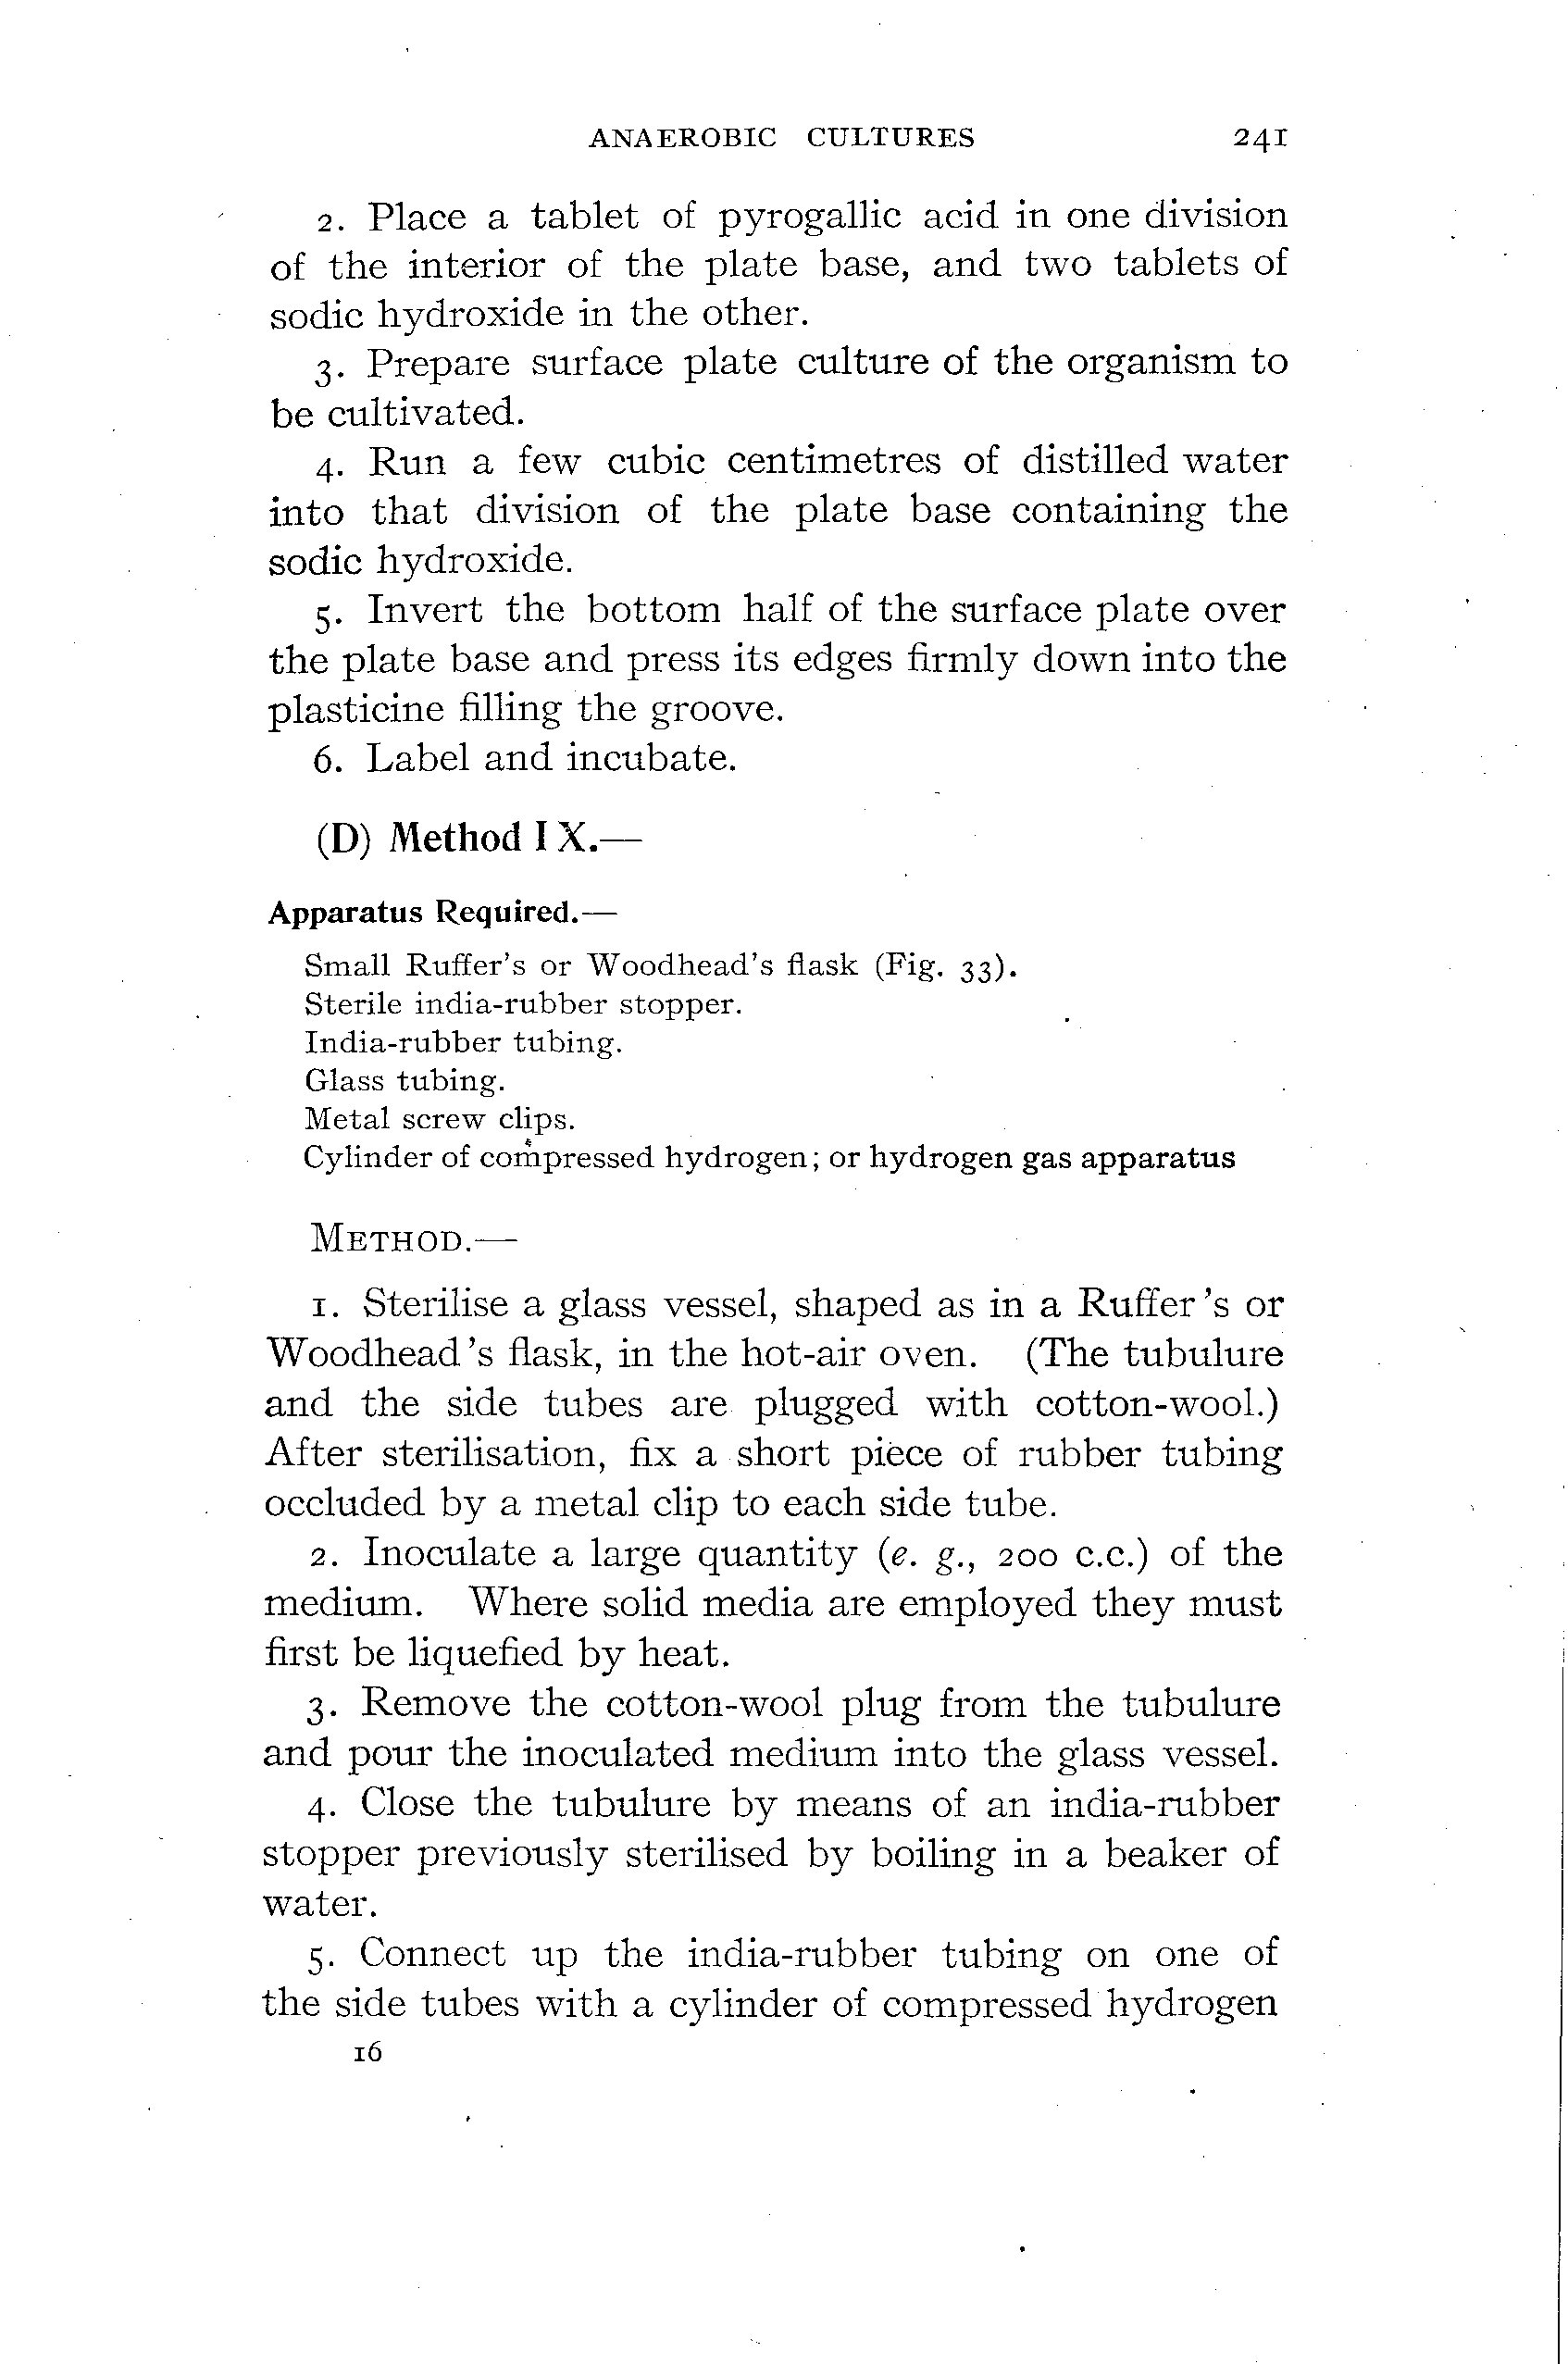 ANAEROBIC CULTURES 241
2. Place a tablet of pyrogallic acid in one division
of the interior of the plate base, and two tablets of
sodic hydroxide in the other.
3. Prepare surface plate culture of the organism to
be cultivated.
4. Run a few cubic centimetres of distilled water
into that division of the plate base containing the
sodic hydroxide.
5. Invert the bottom half of the surface plate over
the plate base and press its edges firmly down into the
plasticine filling the groove.
6. Label and incubate.
(D) Method IX.—
Apparatus Required.—
Small Ruffer's or Woodhead's flask (Fig. 33).
Sterile india-rubber stopper.
India-rubber tubing.
Glass tubing.
Metal screw clips.
Cylinder of compressed hydrogen; or hydrogen gas apparatus
METHOD.—
1. Sterilise a glass vessel, shaped as in a Ruffer's or
Woodhead's flask, in the hot-air oven. (The tubulure
and the side tubes are plugged with cotton-wool.)
After sterilisation, fix a short piece of rubber tubing
occluded by a metal clip to each side tube.
2. Inoculate a large quantity (e. g., 200 c.c.) of the
medium. Where solid media are employed they must
first be liquefied by heat.
3. Remove the cotton-wool plug from the tubulure
and pour the inoculated medium into the glass vessel.
4. Close the tubulure by means of an india-rubber
stopper previously sterilised by boiling in a beaker of
water.
5. Connect up the india-rubber tubing on one of
the side tubes with a cylinder of compressed hydrogen
16